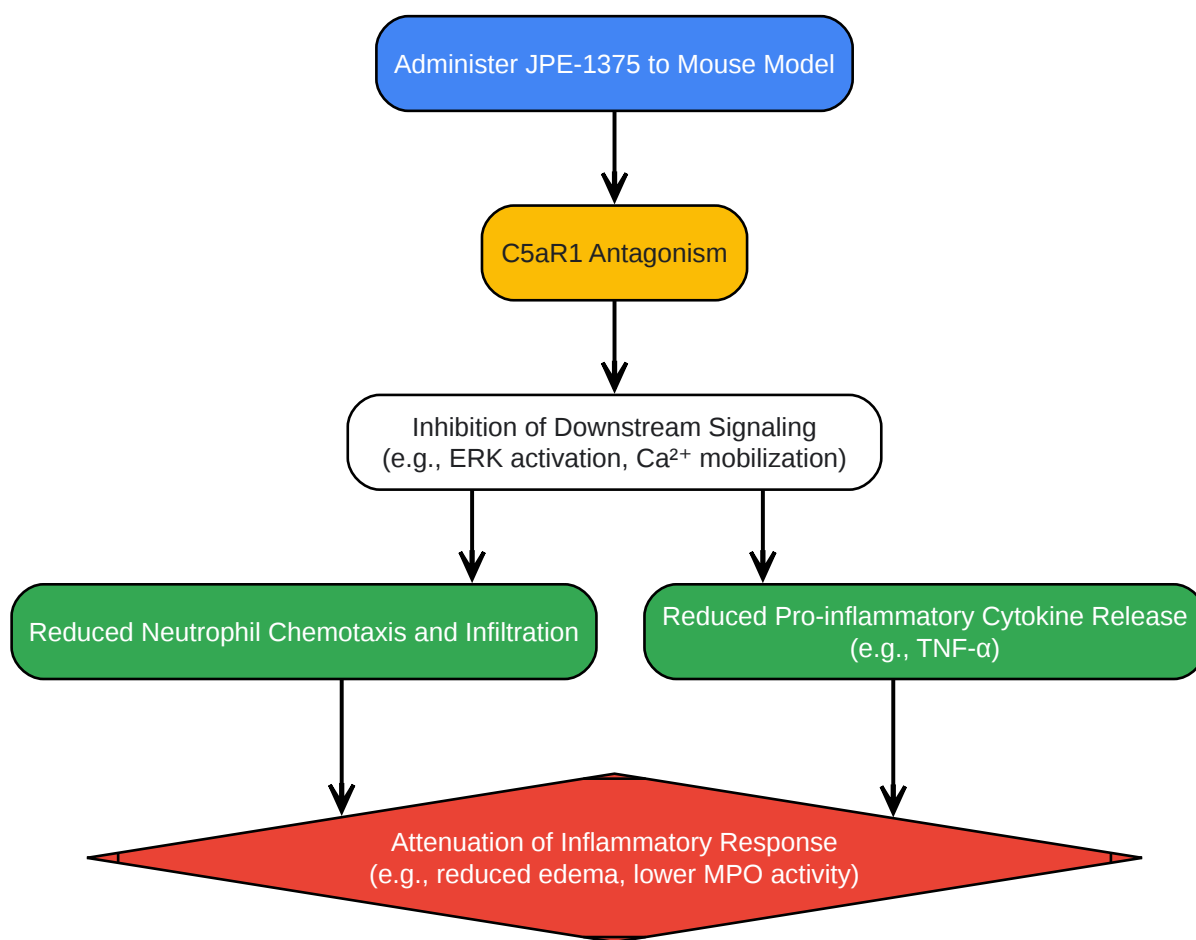 Administer JPE-1375 to Mouse Model
C5aR1 Antagonism
Inhibition of Downstream Signaling
(e.g., ERK activation, Ca²⁺ mobilization)
Reduced Neutrophil Chemotaxis and Infiltration
Reduced Pro-inflammatory Cytokine Release
(e.g., TNF-α)
Attenuation of Inflammatory Response
(e.g., reduced edema, lower MPO activity)